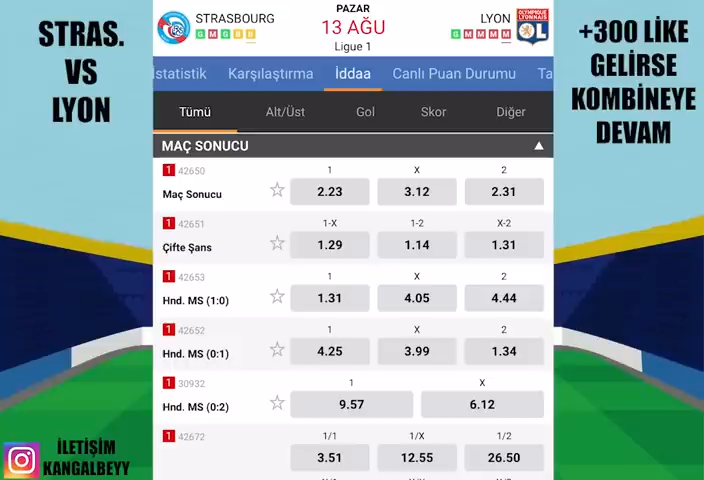 STRAS.
VS
LYON
STRASBOURG
G M G B B
PAZAR
13 AĞU
Ligue 1
LYON
G M M M M
OLYMPIQUE LYONNAIS
OL
+300 LİKE
GELİRSE
KOMBİNEYE
DEVAM
istatistik Karşılaştırma İddaa Canlı Puan Durumu Ta
Tümü Alt/Üst Gol Skor Diğer
MAÇ SONUCU
1 42650 1 X 2
Maç Sonucu 2.23 3.12 2.31
1 42651 1-X 1-2 X-2
Çifte Şans 1.29 1.14 1.31
1 42653 1 X 2
Hnd. MS (1:0) 1.31 4.05 4.44
1 42652 1 X 2
Hnd. MS (0:1) 4.25 3.99 1.34
1 30932 1 X
Hnd. MS (0:2) 9.57 6.12
1 42672 1/1 1/X 1/2
3.51 12.55 26.50
İLETİŞİM
KANGALBEYY